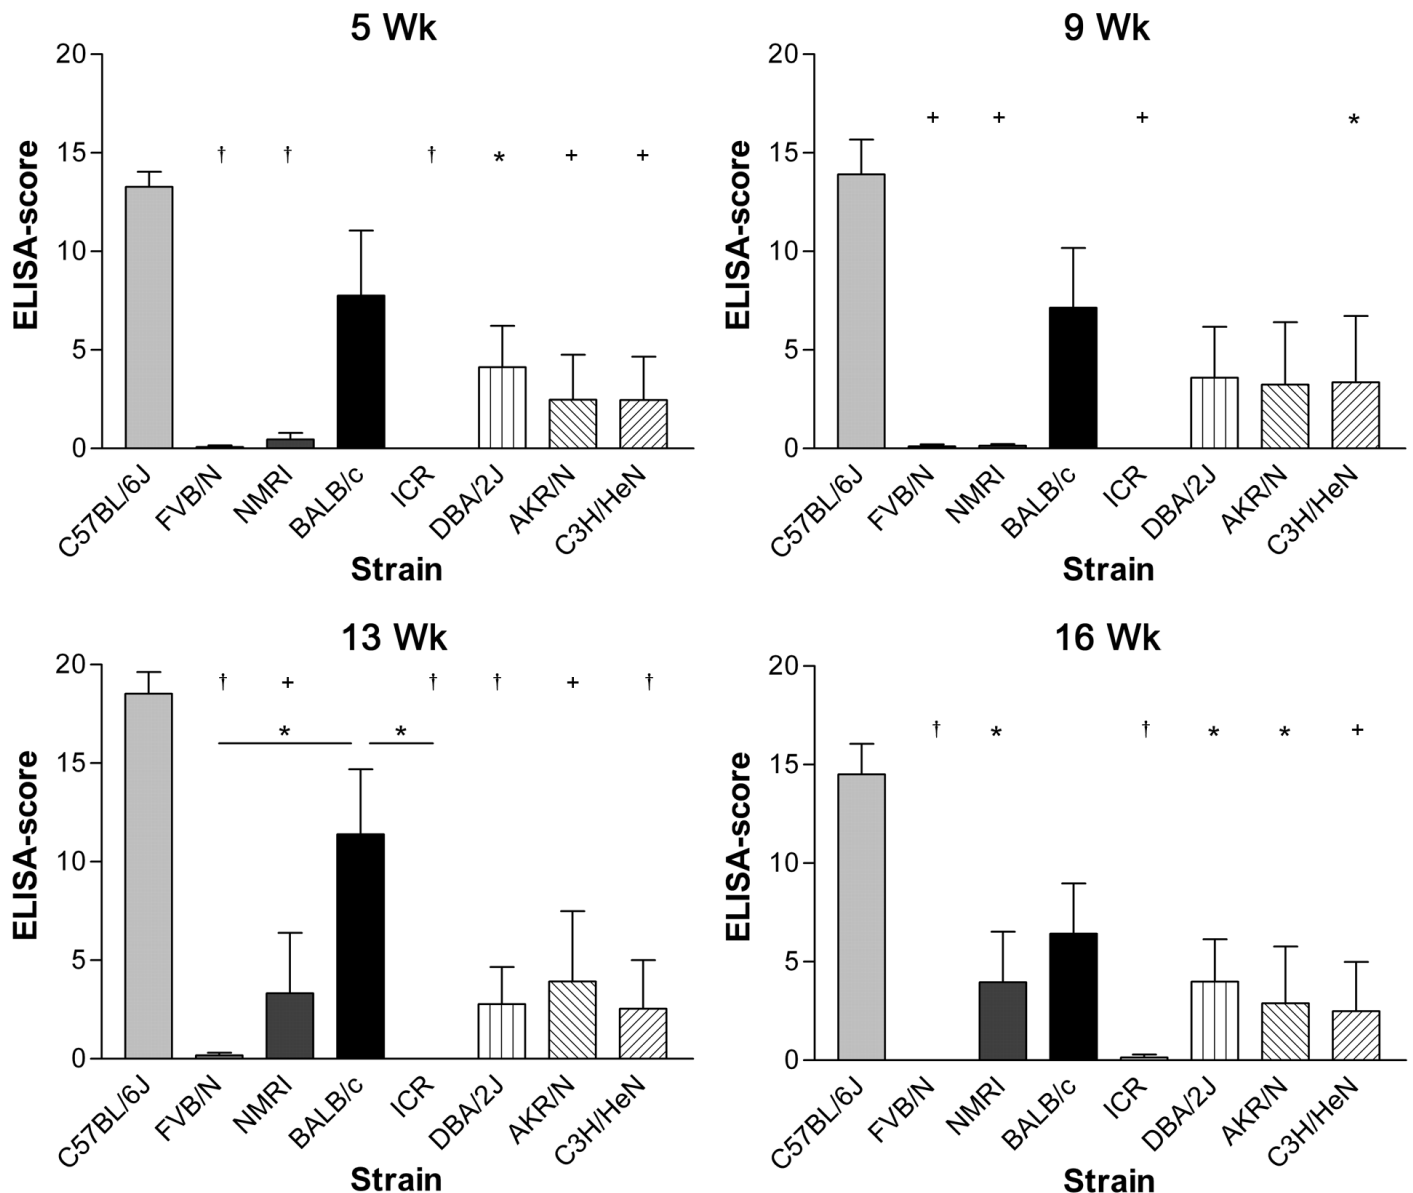 5 Wk
ELISA-score
20
15
10
5
0
† † † * + +
C57BL/6J FVB/N NMRI BALB/c ICR DBA/2J AKR/N C3H/HeN
Strain
9 Wk
ELISA-score
20
15
10
5
0
+ + + *
C57BL/6J FVB/N NMRI BALB/c ICR DBA/2J AKR/N C3H/HeN
Strain
13 Wk
ELISA-score
20
15
10
5
0
† + † † + †
* *
C57BL/6J FVB/N NMRI BALB/c ICR DBA/2J AKR/N C3H/HeN
Strain
16 Wk
ELISA-score
20
15
10
5
0
† * † * * +
C57BL/6J FVB/N NMRI BALB/c ICR DBA/2J AKR/N C3H/HeN
Strain